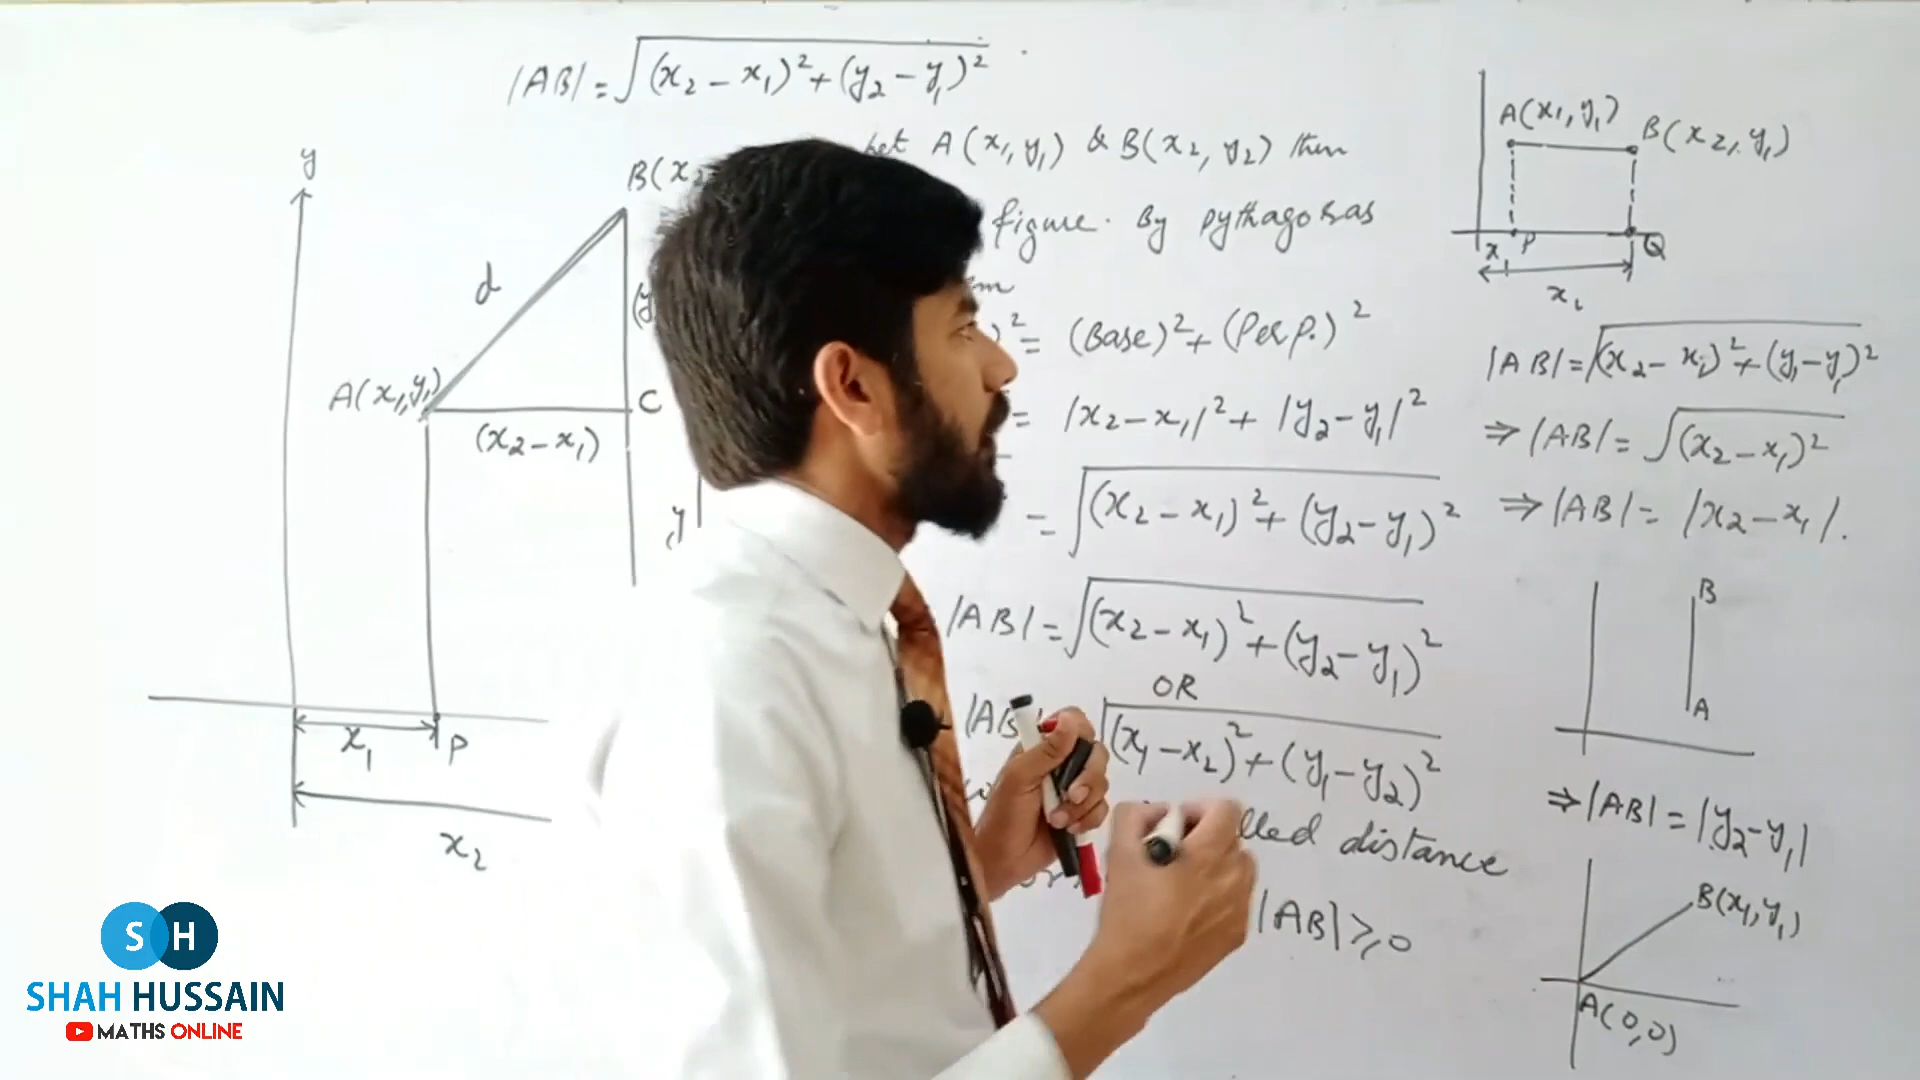 |AB| = √(x₂ - x₁)² + (y₂ - y₁)²
y
B(x₂
d
A(x₁, y₁)
C
(x₂ - x₁)
x₁
P
x₂
Let A(x₁, y₁) & B(x₂, y₂) then
figure. By pythagoras
)² = (Base)² + (Perp.)²
= |x₂ - x₁|² + |y₂ - y₁|²
= √(x₂ - x₁)² + (y₂ - y₁)²
|AB| = √(x₂ - x₁)² + (y₂ - y₁)²
OR
|AB √(x₁ - x₂)² + (y₁ - y₂)²
distance
|AB| ≥ 0
A(x₁, y₁)
B(x₂, y₁)
x₁ P Q
x₂
|AB| = √(x₂ - x₁)² + (y₁ - y₁)²
⇒ |AB| = √(x₂ - x₁)²
⇒ |AB| = |x₂ - x₁|.
B
A
⇒ |AB| = |y₂ - y₁|
B(x₁, y₁)
A(0,0)
SH
SHAH HUSSAIN
MATHS ONLINE